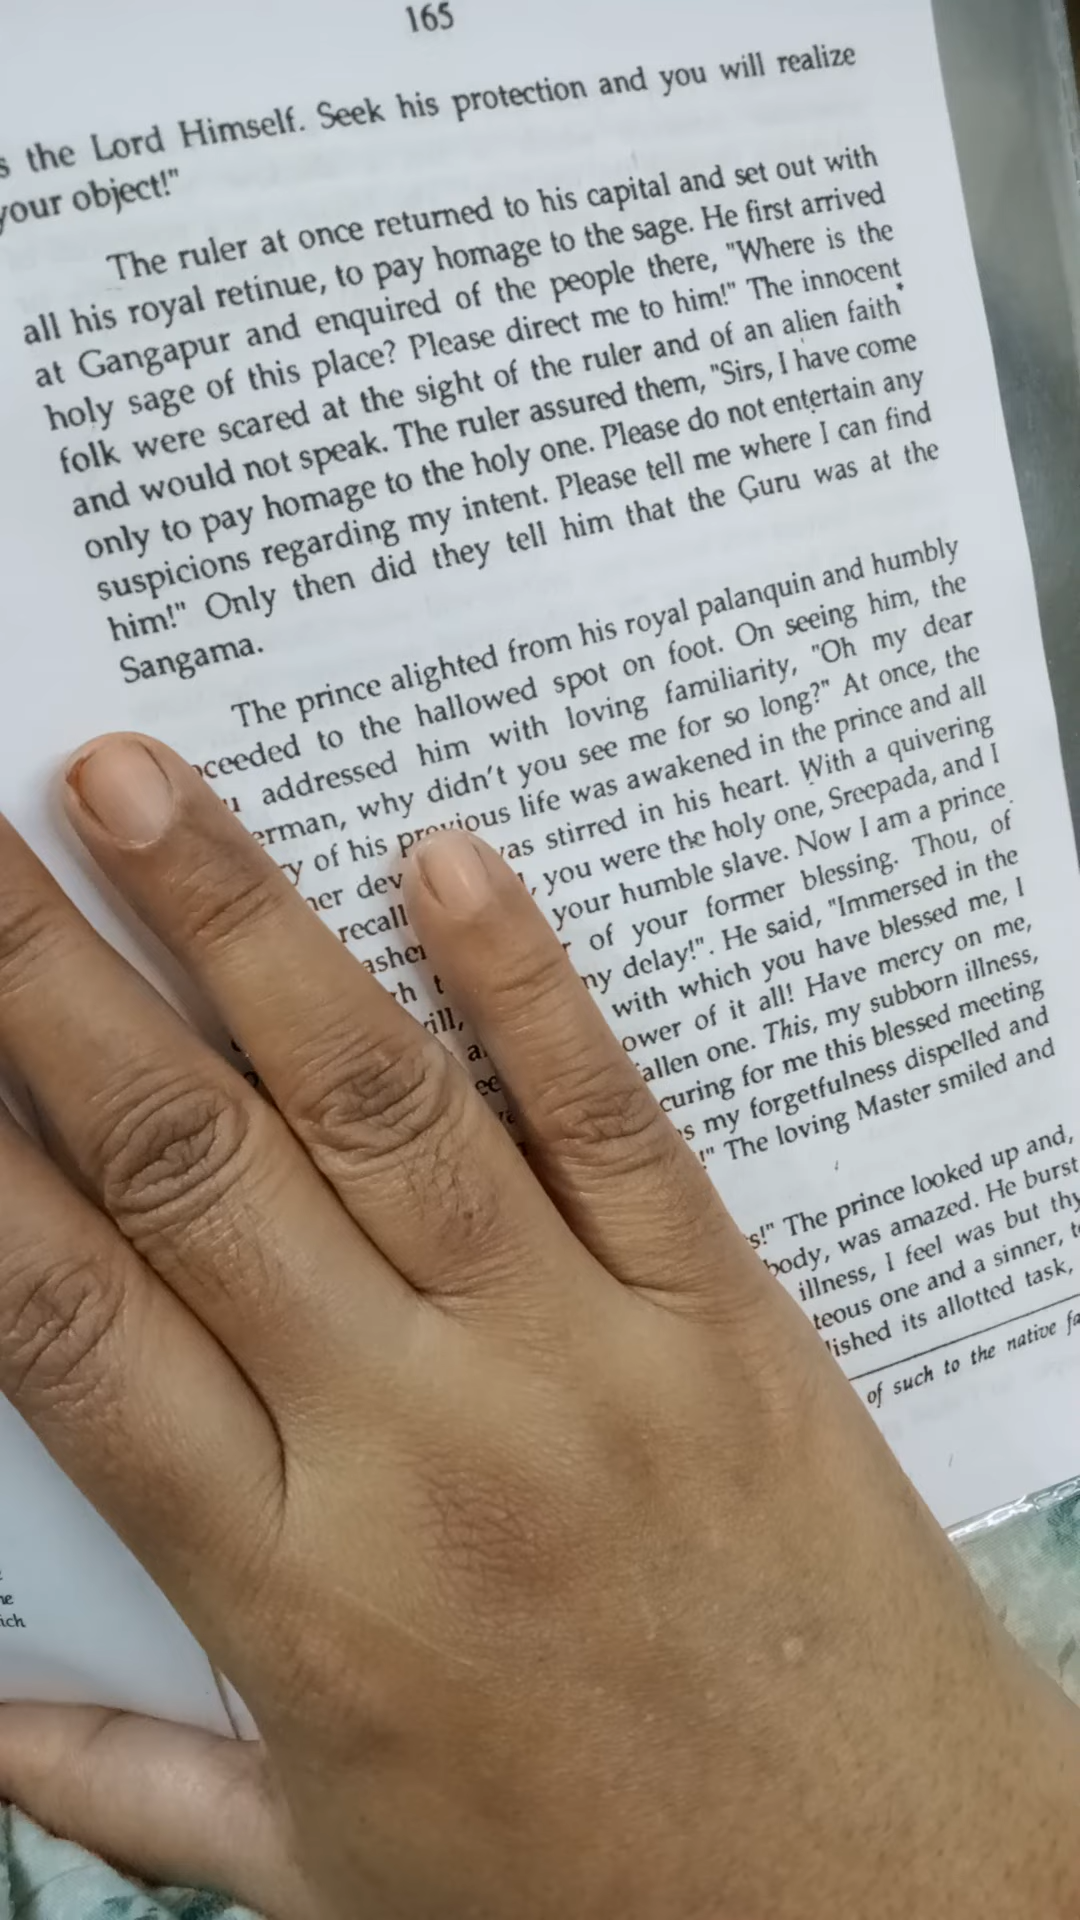 165
the Lord Himself. Seek his protection and you will realize
your object!"
The ruler at once returned to his capital and set out with
all his royal retinue, to pay homage to the sage. He first arrived
at Gangapur and enquired of the people there, "Where is the
holy sage of this place? Please direct me to him!" The innocent
folk were scared at the sight of the ruler and of an alien faith*
and would not speak. The ruler assured them, "Sirs, I have come
only to pay homage to the holy one. Please do not entertain any
suspicions regarding my intent. Please tell me where I can find
him!" Only then did they tell him that the Guru was at the
Sangama.
The prince alighted from his royal palanquin and humbly
to the hallowed spot on foot. On seeing him, the
addressed him with loving familiarity, "Oh my dear
why didn't you see me for so long?" At once, the
of his previous life was awakened in the prince and all
stirred in his heart. With a quivering
you were the holy one, Sreepada, and I
recall your humble slave. Now I am a prince
of your former blessing. Thou, of
my delay!". He said, "Immersed in the
with which you have blessed me, I
of it all! Have mercy on me,
one. This, my subborn illness,
for me this blessed meeting
my forgetfulness dispelled and
!" The loving Master smiled and
!" The prince looked up and,
body, was amazed. He burst
illness, I feel was but thy
one and a sinner,
its allotted task,
of such to the native